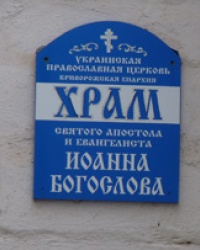 УКРАИНСКАЯ
ПРАВОСЛАВНАЯ ЦЕРКОВЬ
КРИВОРОЖСКАЯ ЕПАРХИЯ
ХРАМ
СВЯТОГО АПОСТОЛА
И ЕВАНГЕЛИСТА
ИОАННА
БОГОСЛОВА